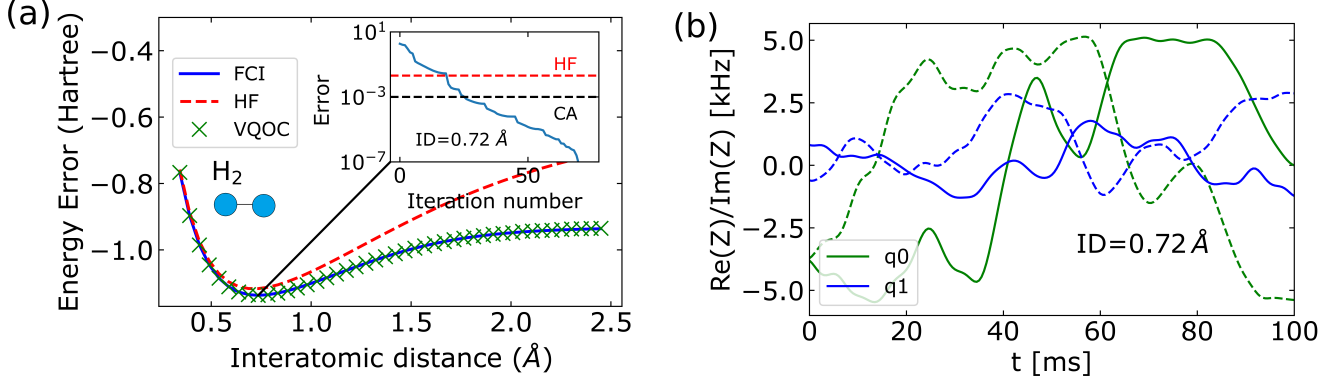 (a)
−0.4
−0.6
−0.8
−1.0
Energy Error (Hartree)
FCI
HF
VQOC
H₂
10¹
10⁻³
10⁻⁷
Error
HF
CA
ID=0.72 Å
0 50
Iteration number
0.5 1.0 1.5 2.0 2.5
Interatomic distance (Å)
(b)
5.0
2.5
0.0
−2.5
−5.0
Re(Z)/Im(Z) [kHz]
q0
q1
ID=0.72 Å
0 20 40 60 80 100
t [ms]